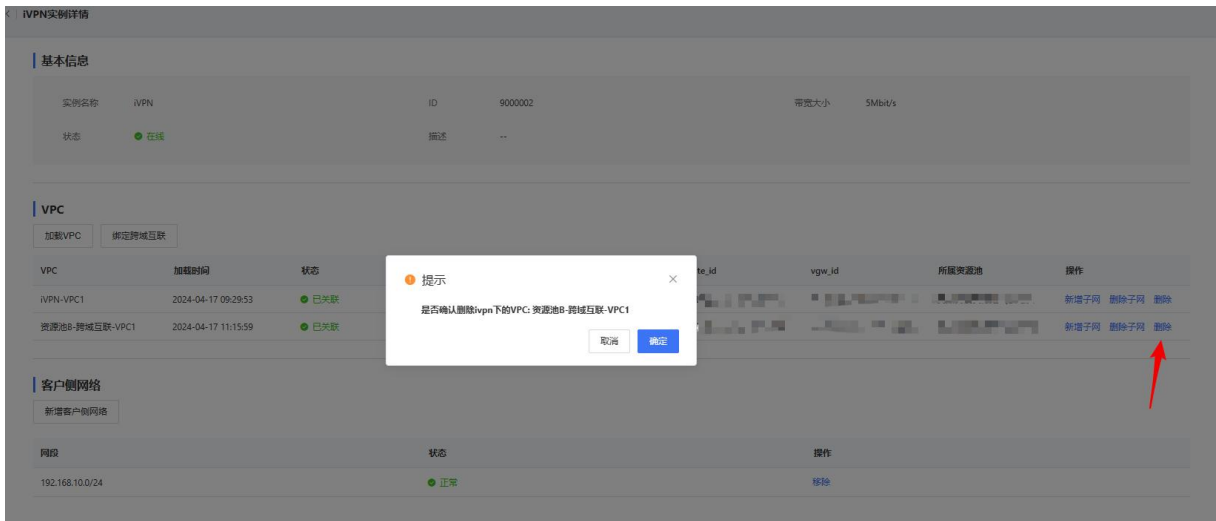 iVPN实例详情
基本信息
实例名称 iVPN ID 9000002 带宽大小 5Mbit/s
状态 在线 描述 --
VPC
加载VPC 绑定跨域互联
VPC 加载时间 状态 te_id vgw_id 所属资源池 操作
iVPN-VPC1 2024-04-17 09:29:53 已关联 新增子网 删除子网 删除
资源池B-跨域互联-VPC1 2024-04-17 11:15:59 已关联 新增子网 删除子网 删除
提示
是否确认删除ivpn下的VPC: 资源池B-跨域互联-VPC1
取消 确定
客户侧网络
新增客户侧网络
网段 状态 操作
192.168.10.0/24 正常 移除